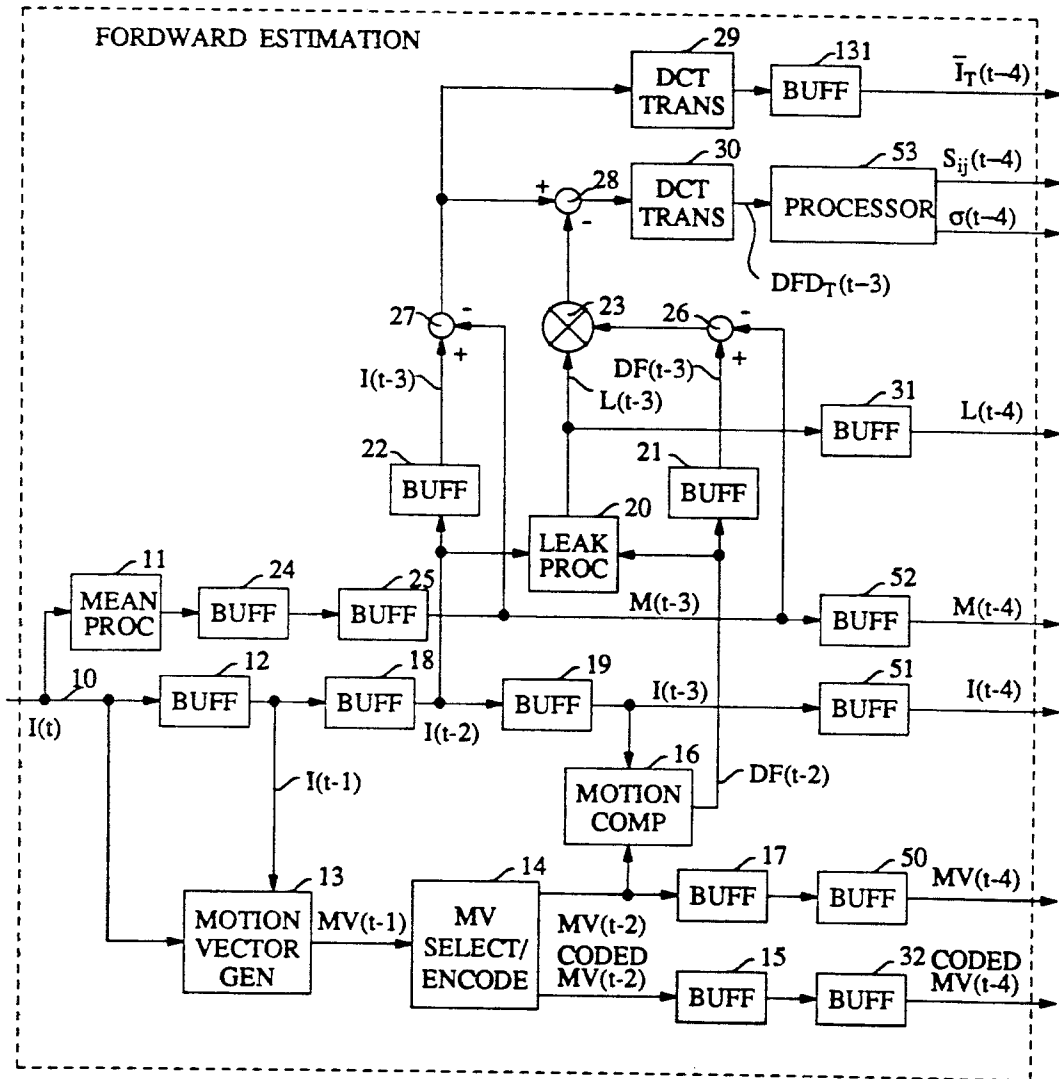 FORDWARD ESTIMATION
29
DCT
TRANS
131
BUFF
I̅T(t–4)
30
DCT
TRANS
53
PROCESSOR
Sij(t–4)
σ(t–4)
+
28
-
DFDT(t–3)
27
-
+
23
26
-
+
I(t-3)
L(t-3)
DF(t-3)
31
BUFF
L(t-4)
22
BUFF
21
BUFF
20
LEAK
PROC
11
MEAN
PROC
24
BUFF
25
BUFF
M(t-3)
52
BUFF
M(t-4)
10
I(t)
12
BUFF
18
BUFF
I(t-2)
19
BUFF
I(t-3)
51
BUFF
I(t-4)
I(t-1)
16
MOTION
COMP
DF(t-2)
13
MOTION
VECTOR
GEN
MV(t-1)
14
MV
SELECT/
ENCODE
MV(t-2)
CODED
MV(t-2)
17
BUFF
50
BUFF
MV(t-4)
15
BUFF
32
BUFF
CODED
MV(t-4)